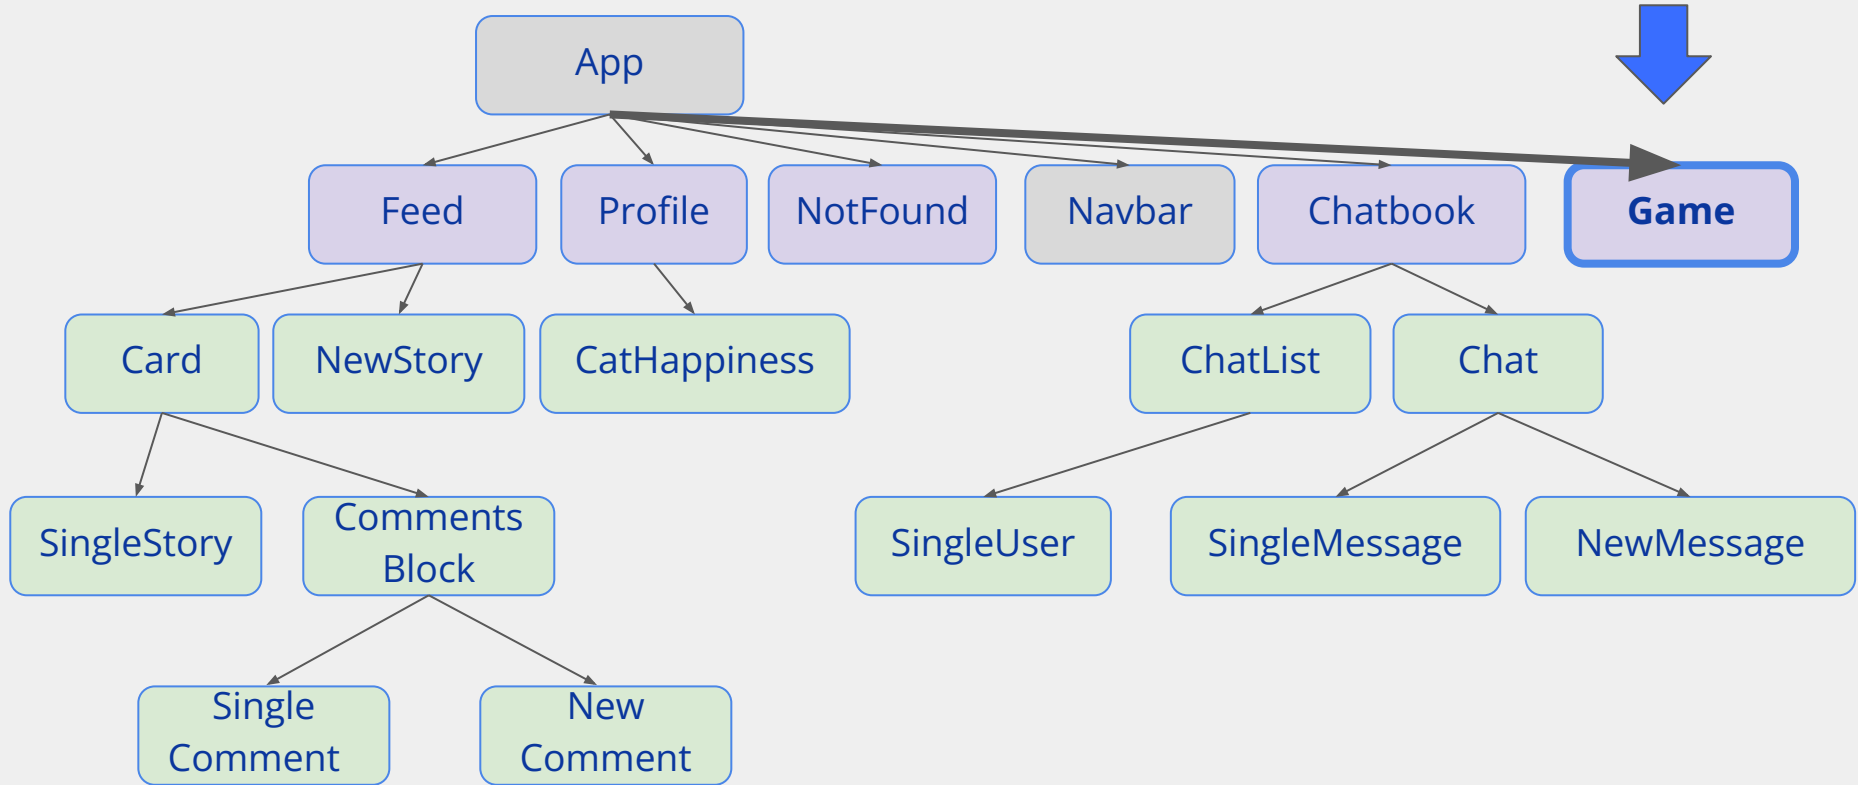 App
Feed
Profile
NotFound
Navbar
Chatbook
Game
Card
NewStory
CatHappiness
ChatList
Chat
SingleStory
Comments
Block
SingleUser
SingleMessage
NewMessage
Single
Comment
New
Comment